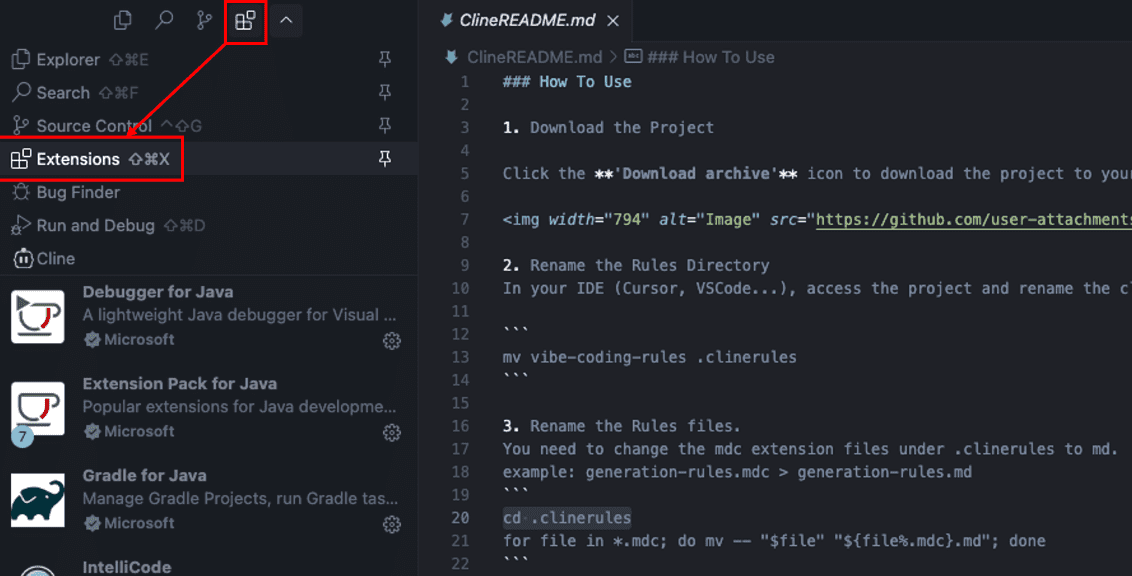 Explorer ⇧⌘E
Search ⇧⌘F
Source Control ^⇧G
Extensions ⇧⌘X
Bug Finder
Run and Debug ⇧⌘D
Cline
Debugger for Java
A lightweight Java debugger for Visual ...
Microsoft
Extension Pack for Java
Popular extensions for Java developme...
7
Microsoft
Gradle for Java
Manage Gradle Projects, run Gradle tas...
Microsoft
IntelliCode
ClineREADME.md
ClineREADME.md > abc ### How To Use
1 ### How To Use
2
3 1. Download the Project
4
5 Click the **'Download archive'** icon to download the project to your
6
7 <img width="794" alt="Image" src="https://github.com/user-attachments
8
9 2. Rename the Rules Directory
10 In your IDE (Cursor, VSCode...), access the project and rename the
11
12 ```
13 mv vibe-coding-rules .clinerules
14 ```
15
16 3. Rename the Rules files.
17 You need to change the mdc extension files under .clinerules to md.
18 example: generation-rules.mdc > generation-rules.md
19 ```
20 cd .clinerules
21 for file in *.mdc; do mv -- "$file" "${file%.mdc}.md"; done
22 ```